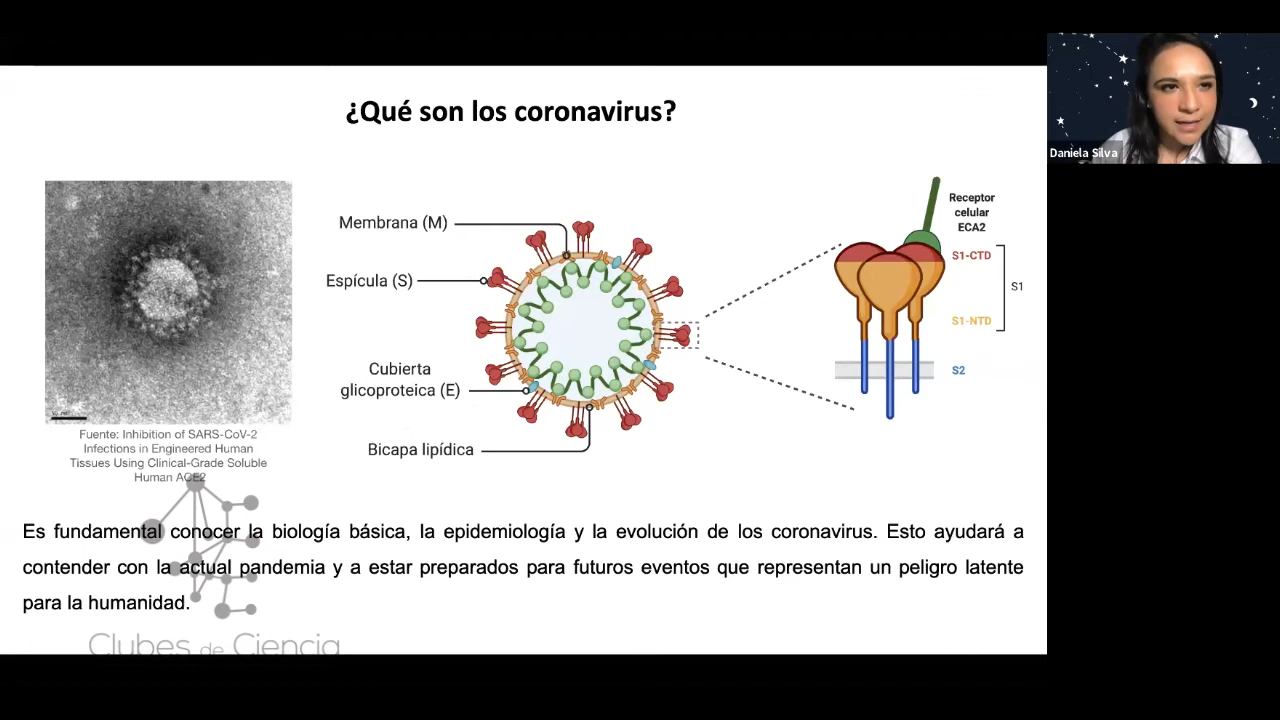 ¿Qué son los coronavirus?
Daniela Silva
Fuente: Inhibition of SARS-CoV-2
Infections in Engineered Human
Tissues Using Clinical-Grade Soluble
Human ACE2
Membrana (M)
Espícula (S)
Cubierta
glicoproteica (E)
Bicapa lipídica
Receptor
celular
ECA2
S1-CTD
S1
S1-NTD
S2
Es fundamental conocer la biología básica, la epidemiología y la evolución de los coronavirus. Esto ayudará a
contender con la actual pandemia y a estar preparados para futuros eventos que representan un peligro latente
para la humanidad.
Clubes de Ciencia